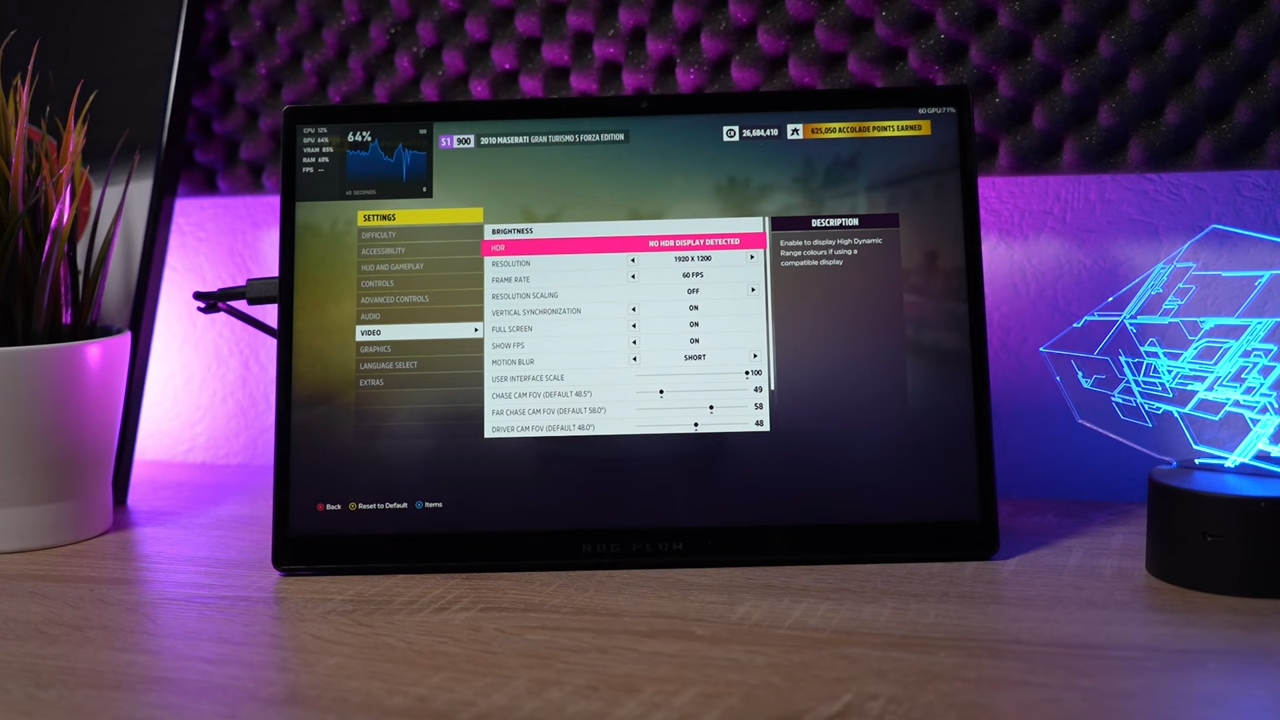 60 GPU:71%
CPU 12%
GPU 64%
VRAM 85%
RAM 60%
FPS --
64%
100
60 SECONDS
0
S1 900 2010 MASERATI GRAN TURISMO S FORZA EDITION
CR 26,684,410
625,050 ACCOLADE POINTS EARNED
SETTINGS
DIFFICULTY
ACCESSIBILITY
HUD AND GAMEPLAY
CONTROLS
ADVANCED CONTROLS
AUDIO
VIDEO
GRAPHICS
LANGUAGE SELECT
EXTRAS
BRIGHTNESS
HDR NO HDR DISPLAY DETECTED
RESOLUTION 1920 X 1200
FRAME RATE 60 FPS
RESOLUTION SCALING OFF
VERTICAL SYNCHRONIZATION ON
FULL SCREEN ON
SHOW FPS ON
MOTION BLUR SHORT
USER INTERFACE SCALE 100
CHASE CAM FOV (DEFAULT 48.5°) 49
FAR CHASE CAM FOV (DEFAULT 58.0°) 58
DRIVER CAM FOV (DEFAULT 48.0°) 48
DESCRIPTION
Enable to display High Dynamic
Range colours if using a
compatible display
Back Reset to Default Items
ROG FLOW